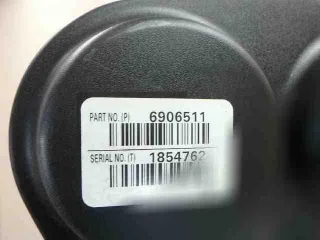 PART NO. (P) 6906511
SERIAL NO. (T) 1854762